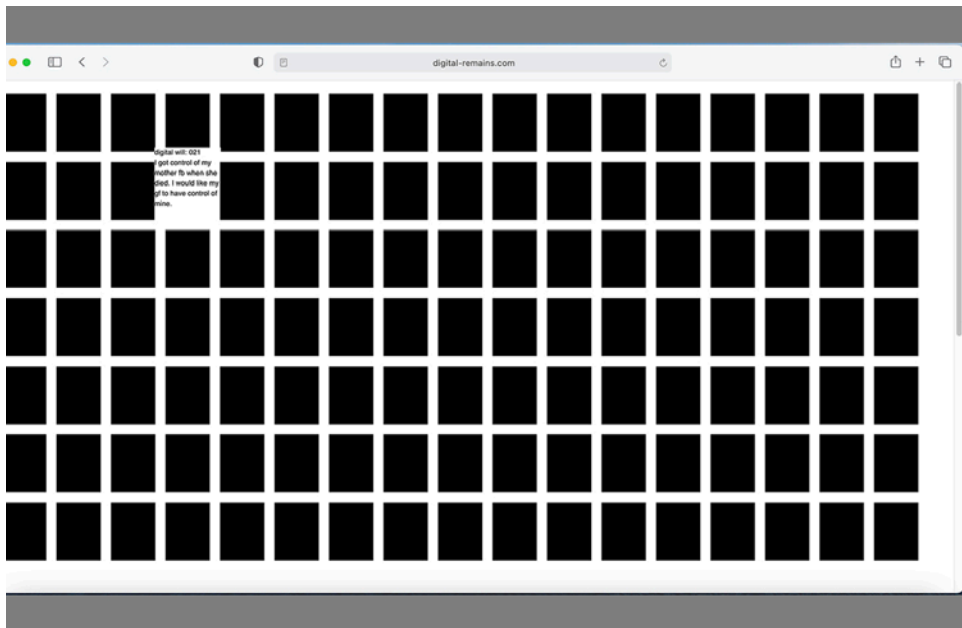 digital-remains.com
digital will: 021
I got control of my
mother fb when she
died. I would like my
gf to have control of
mine.